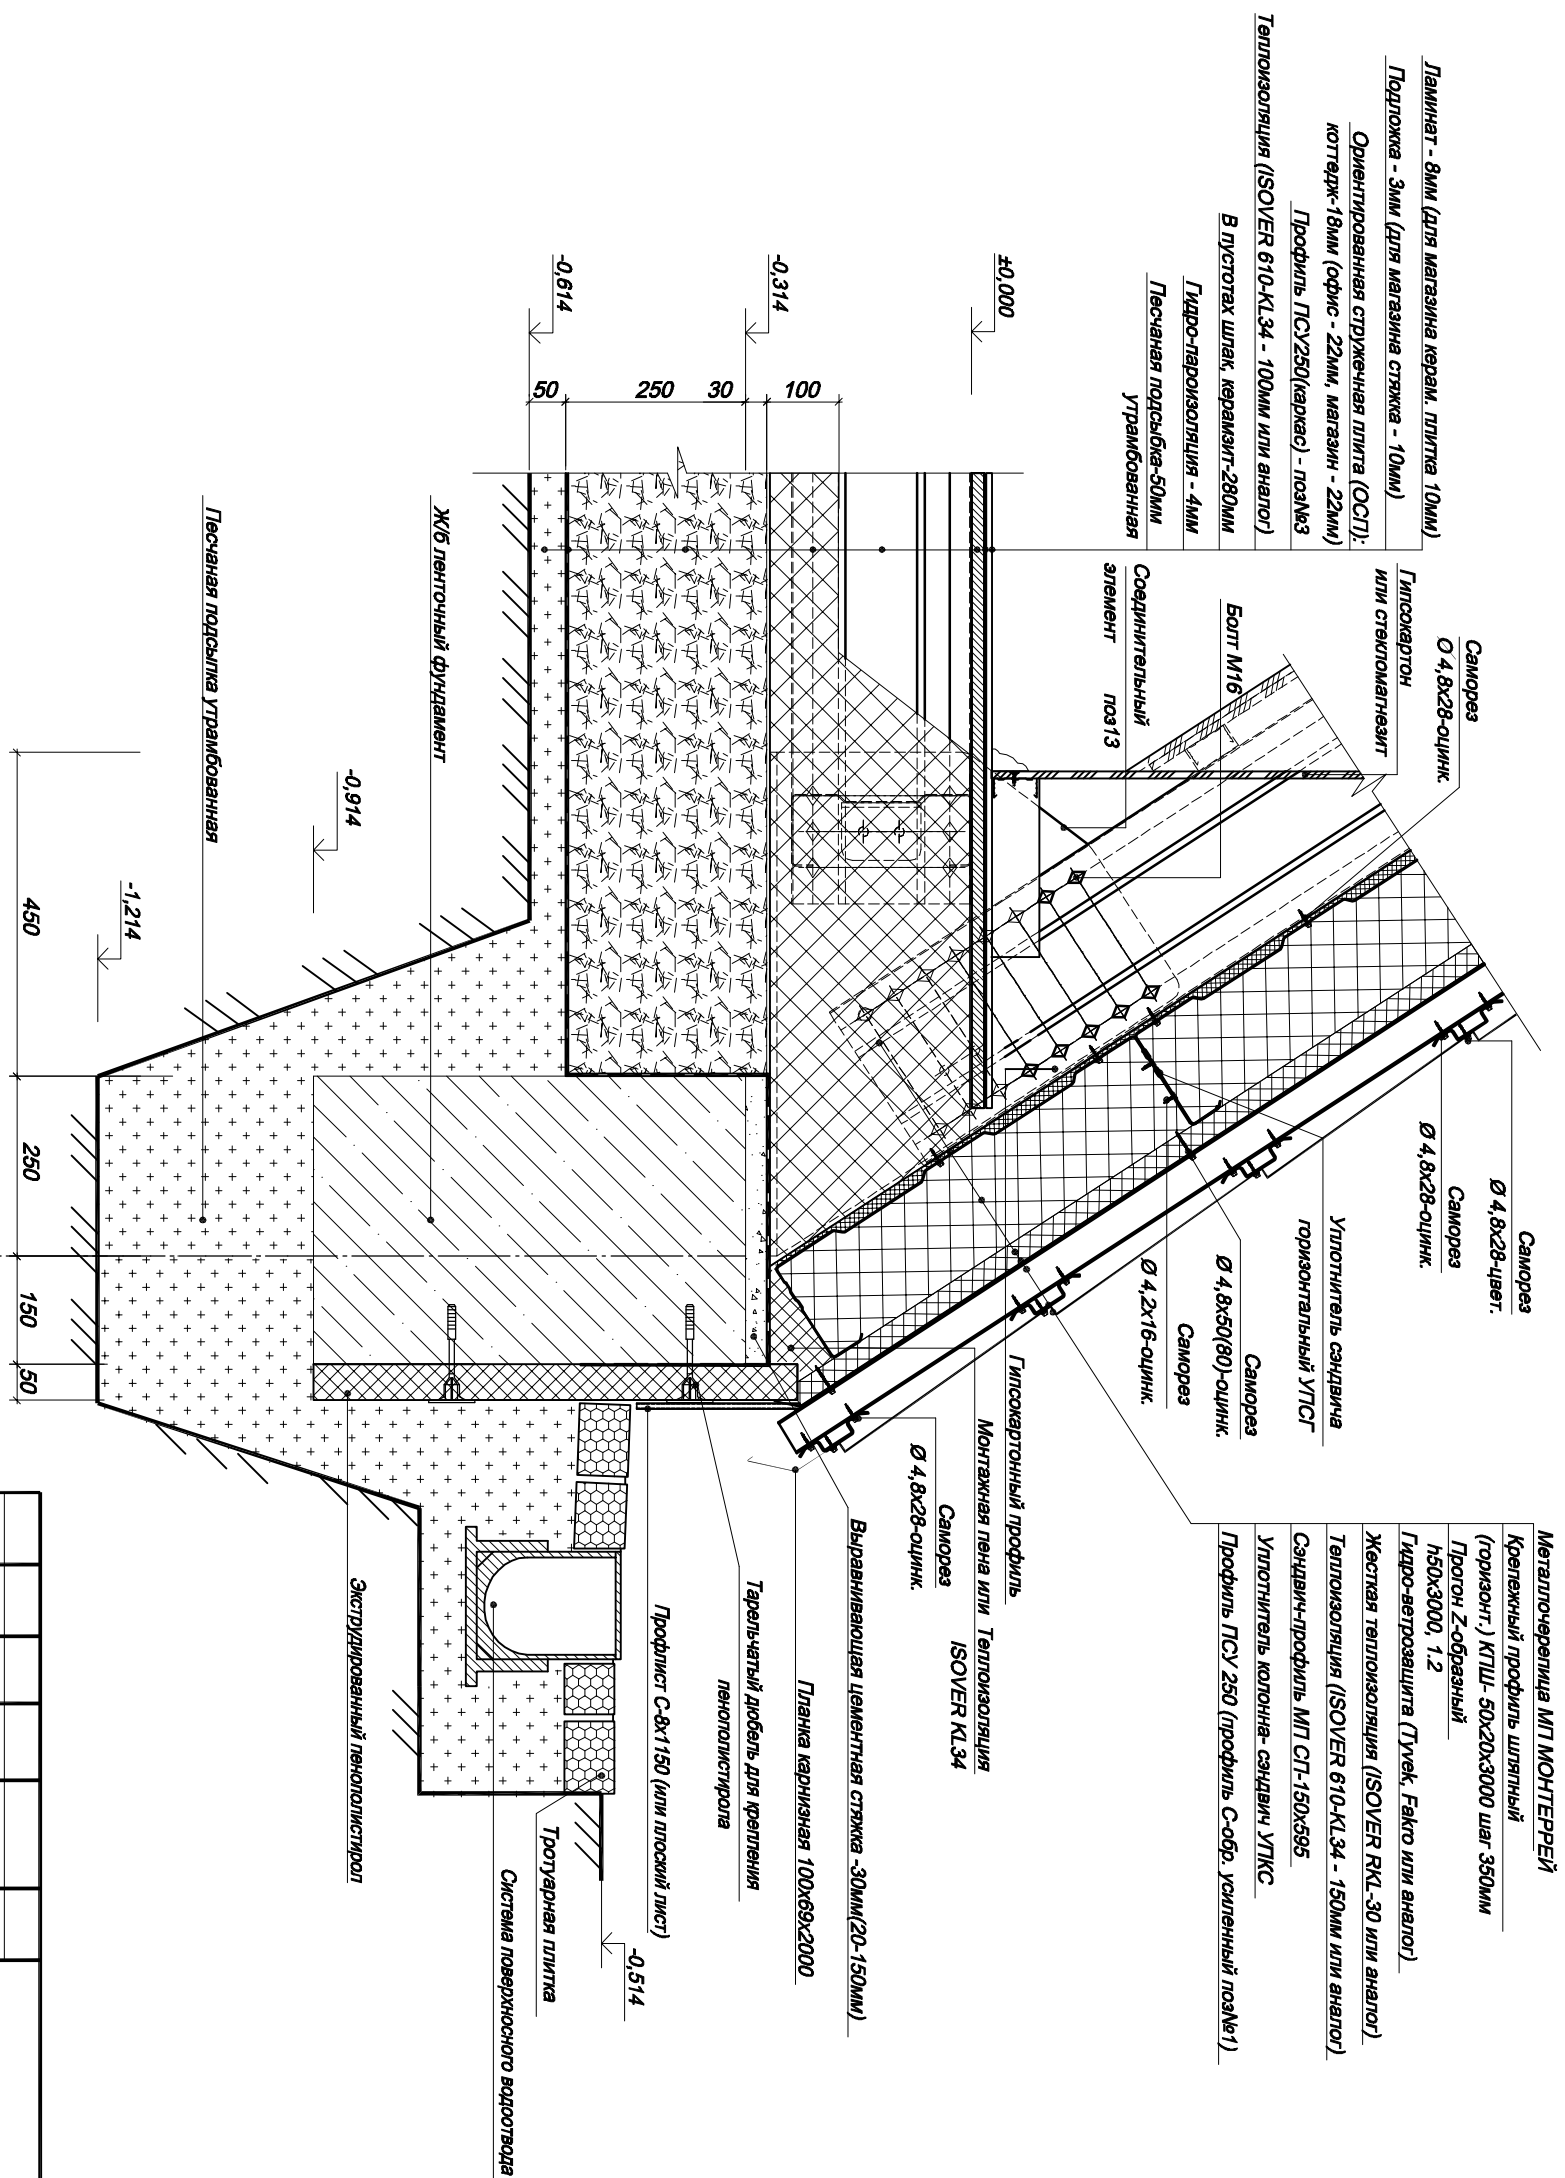 Ламинат - 8мм (для магазина керам. плитка 10мм)
Подложка - 3мм (для магазина стяжка - 10мм)
Ориентированная стружечная плита (ОСП):
коттедж-18мм (офис - 22мм, магазин - 22мм)
Профиль ПСУ250(каркас) - поз№3
Теплоизоляция (ISOVER 610-KL34 - 100мм или аналог)
В пустотах шлак, керамзит-280мм
Гидро-пароизоляция - 4мм
Песчаная подсыбка-50мм
утрамбованная
Саморез
Ø 4,8х28-оцинк.
Гипсокартон
или стекломагнезит
Болт М16
Соединительный
элемент поз13
Саморез
Ø 4,8х28-цвет.
Саморез
Ø 4,8х28-оцинк.
Уплотнитель сэндвича
горизонтальный УПСГ
Саморез
Ø 4,8х50(80)-оцинк.
Саморез
Ø 4,2х16-оцинк.
Металлочерепица МП МОНТЕРРЕЙ
Крепежный профиль шляпный
(горизонт.) КПШ- 50х20х3000 шаг 350мм
Прогон Z-образный
h50х3000, 1.2
Гидро-ветрозащита (Tyvek, Fakro или аналог)
Жесткая теплоизоляция (ISOVER RKL-30 или аналог)
Теплоизоляция (ISOVER 610-KL34 - 150мм или аналог)
Сэндвич-профиль МП СП-150х595
Уплотнитель колонна- сэндвич УПКС
Профиль ПСУ 250 (профиль С-обр. усиленный поз№1)
Гипсокартонный профиль
Монтажная пена или Теплоизоляция
ISOVER KL34
Саморез
Ø 4,8х28-оцинк.
Выравнивающая цементная стяжка -30мм(20-150мм)
Планка карнизная 100х69х2000
Тарельчатый дюбель для крепления
пенополистирола
Профлист С-8х1150 (или плоский лист)
Тротуарная плитка
Система поверхносного водоотвода
Экструдированный пенополистирол
Ж/б ленточный фундамент
Песчаная подсыпка утрамбованная
±0,000
-0,314
-0,614
-0,914
-1,214
-0,514
100
30
250
50
450
250
150
50